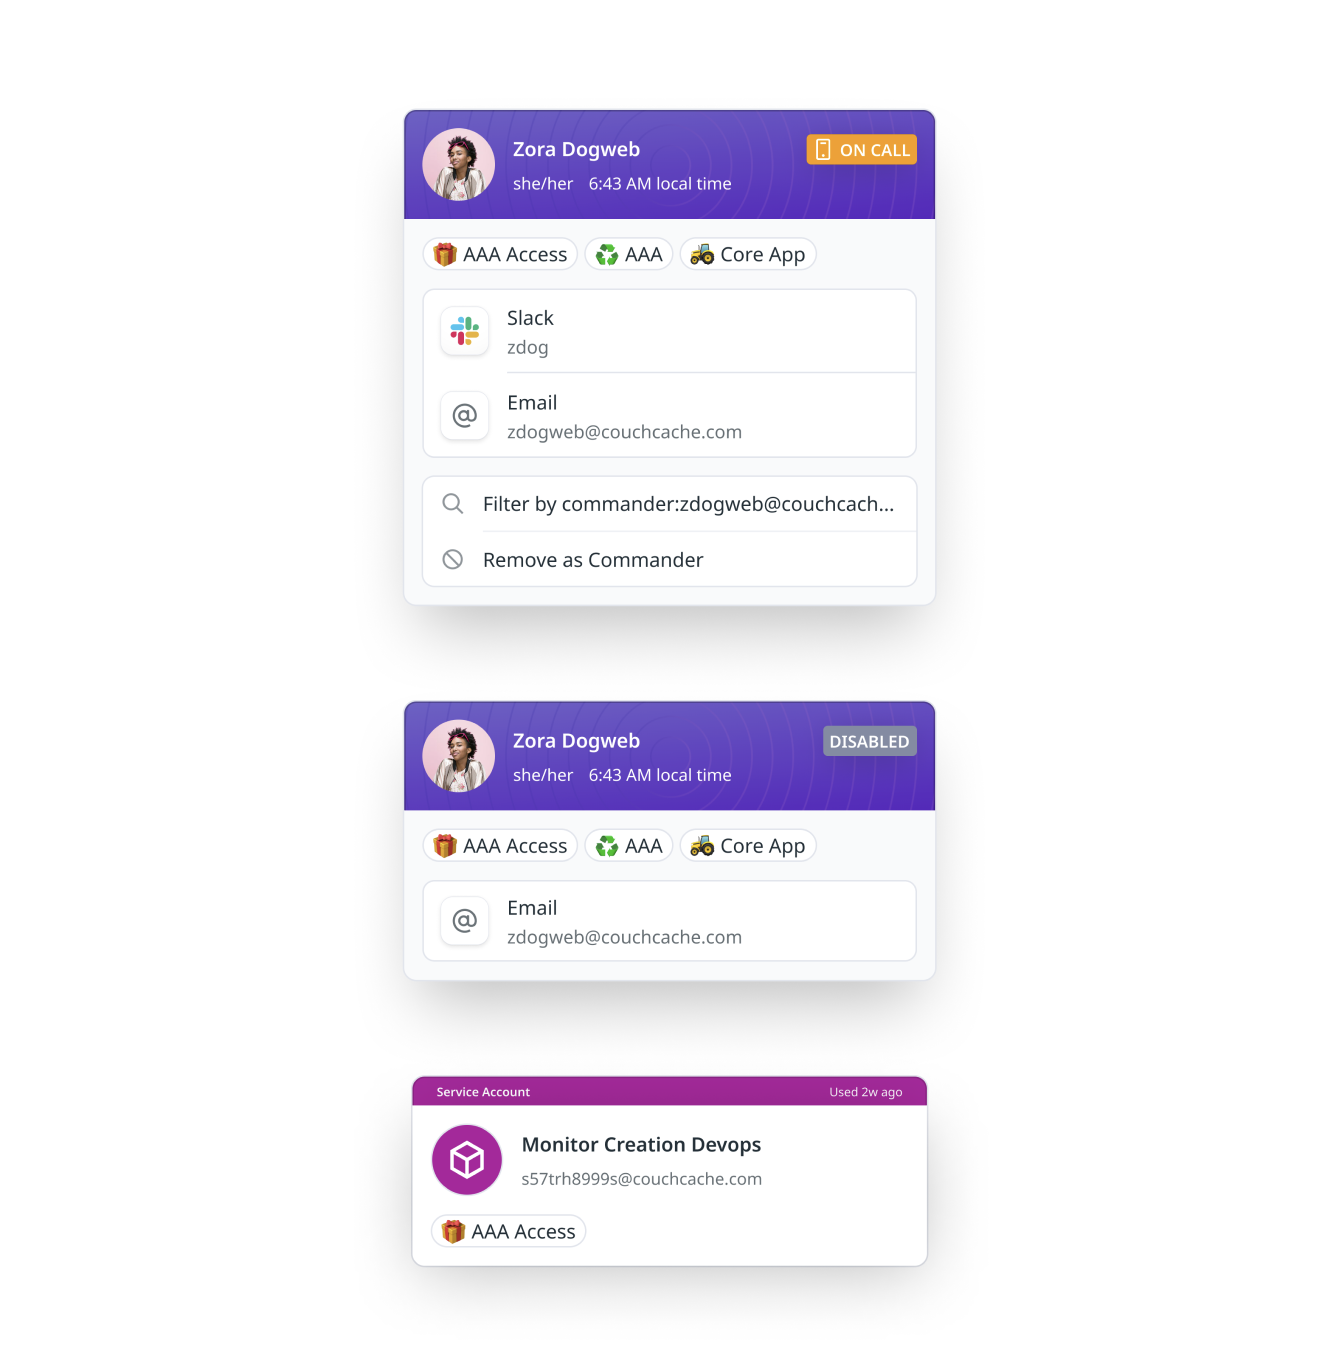 Zora Dogweb
ON CALL
she/her 6:43 AM local time
AAA Access AAA Core App
Slack
zdog
Email
zdogweb@couchcache.com
Filter by commander:zdogweb@couchcach...
Remove as Commander
Zora Dogweb
DISABLED
she/her 6:43 AM local time
AAA Access AAA Core App
Email
zdogweb@couchcache.com
Service Account Used 2w ago
Monitor Creation Devops
s57trh8999s@couchcache.com
AAA Access